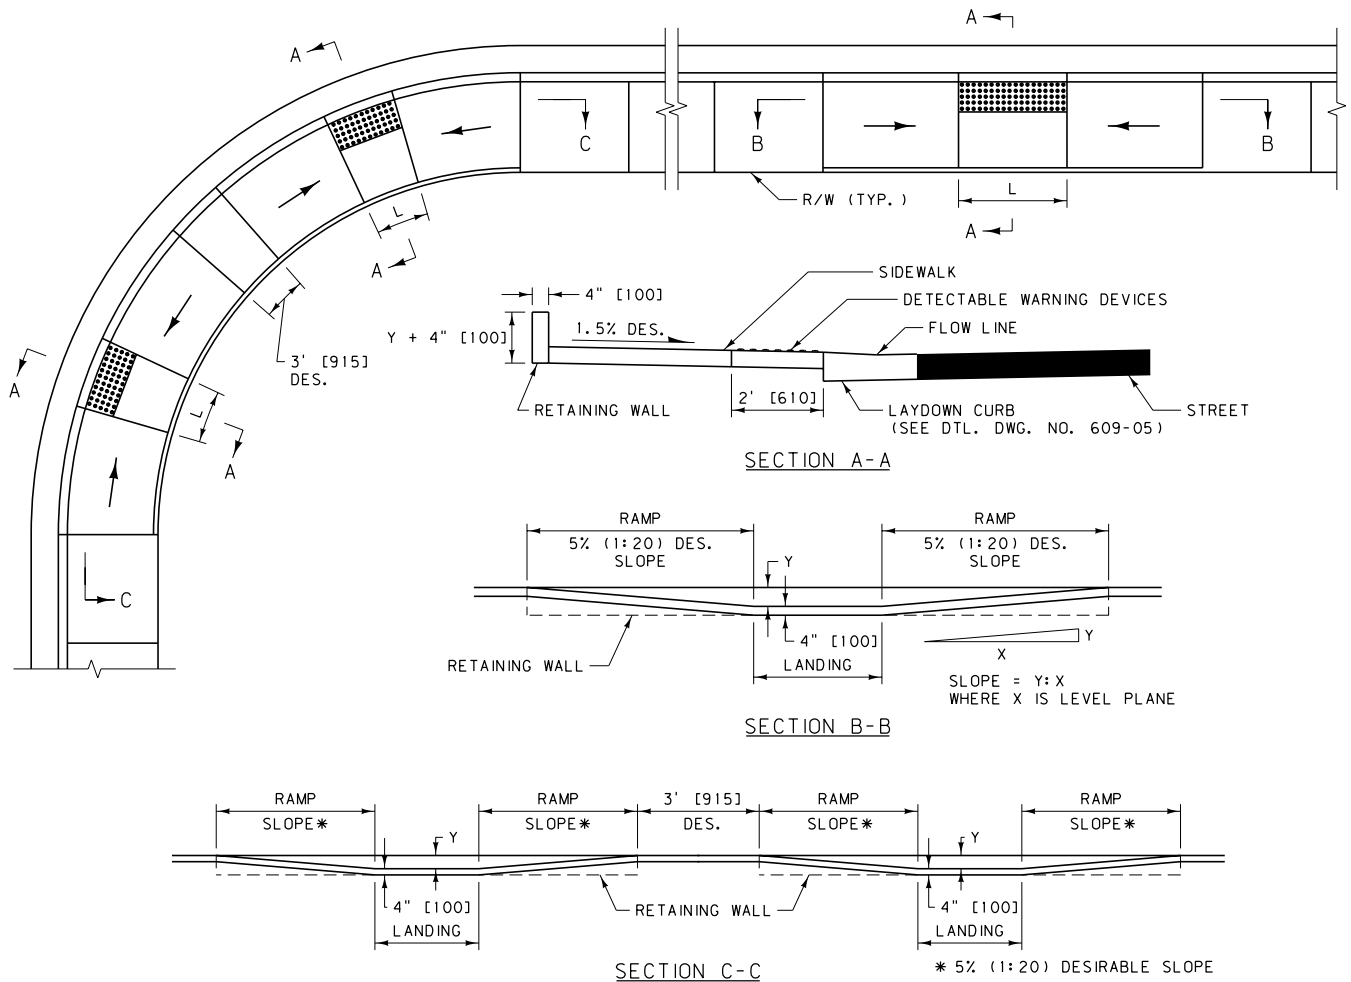 A
A
C
B
B
L
R/W (TYP.)
L
A
A
SIDEWALK
4" [100]
DETECTABLE WARNING DEVICES
1.5% DES.
FLOW LINE
Y + 4" [100]
3' [915]
DES.
A
2' [610]
RETAINING WALL
LAYDOWN CURB
(SEE DTL. DWG. NO. 609-05)
STREET
L
A
SECTION A-A
RAMP
5% (1:20) DES.
SLOPE
RAMP
5% (1:20) DES.
SLOPE
Y
C
4" [100]
Y
X
RETAINING WALL
LANDING
SLOPE = Y:X
WHERE X IS LEVEL PLANE
SECTION B-B
RAMP
SLOPE*
RAMP
SLOPE*
3' [915]
DES.
RAMP
SLOPE*
RAMP
SLOPE*
Y
Y
4" [100]
LANDING
RETAINING WALL
4" [100]
LANDING
SECTION C-C
* 5% (1:20) DESIRABLE SLOPE